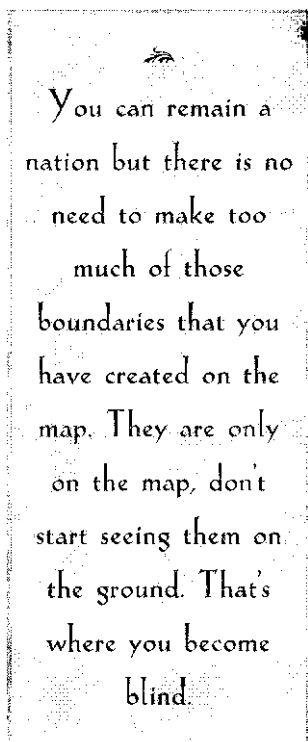 You can remain a
nation but there is no
need to make too
much of those
boundaries that you
have created on the
map. They are only
on the map, don't
start seeing them on
the ground. That's
where you become
blind.